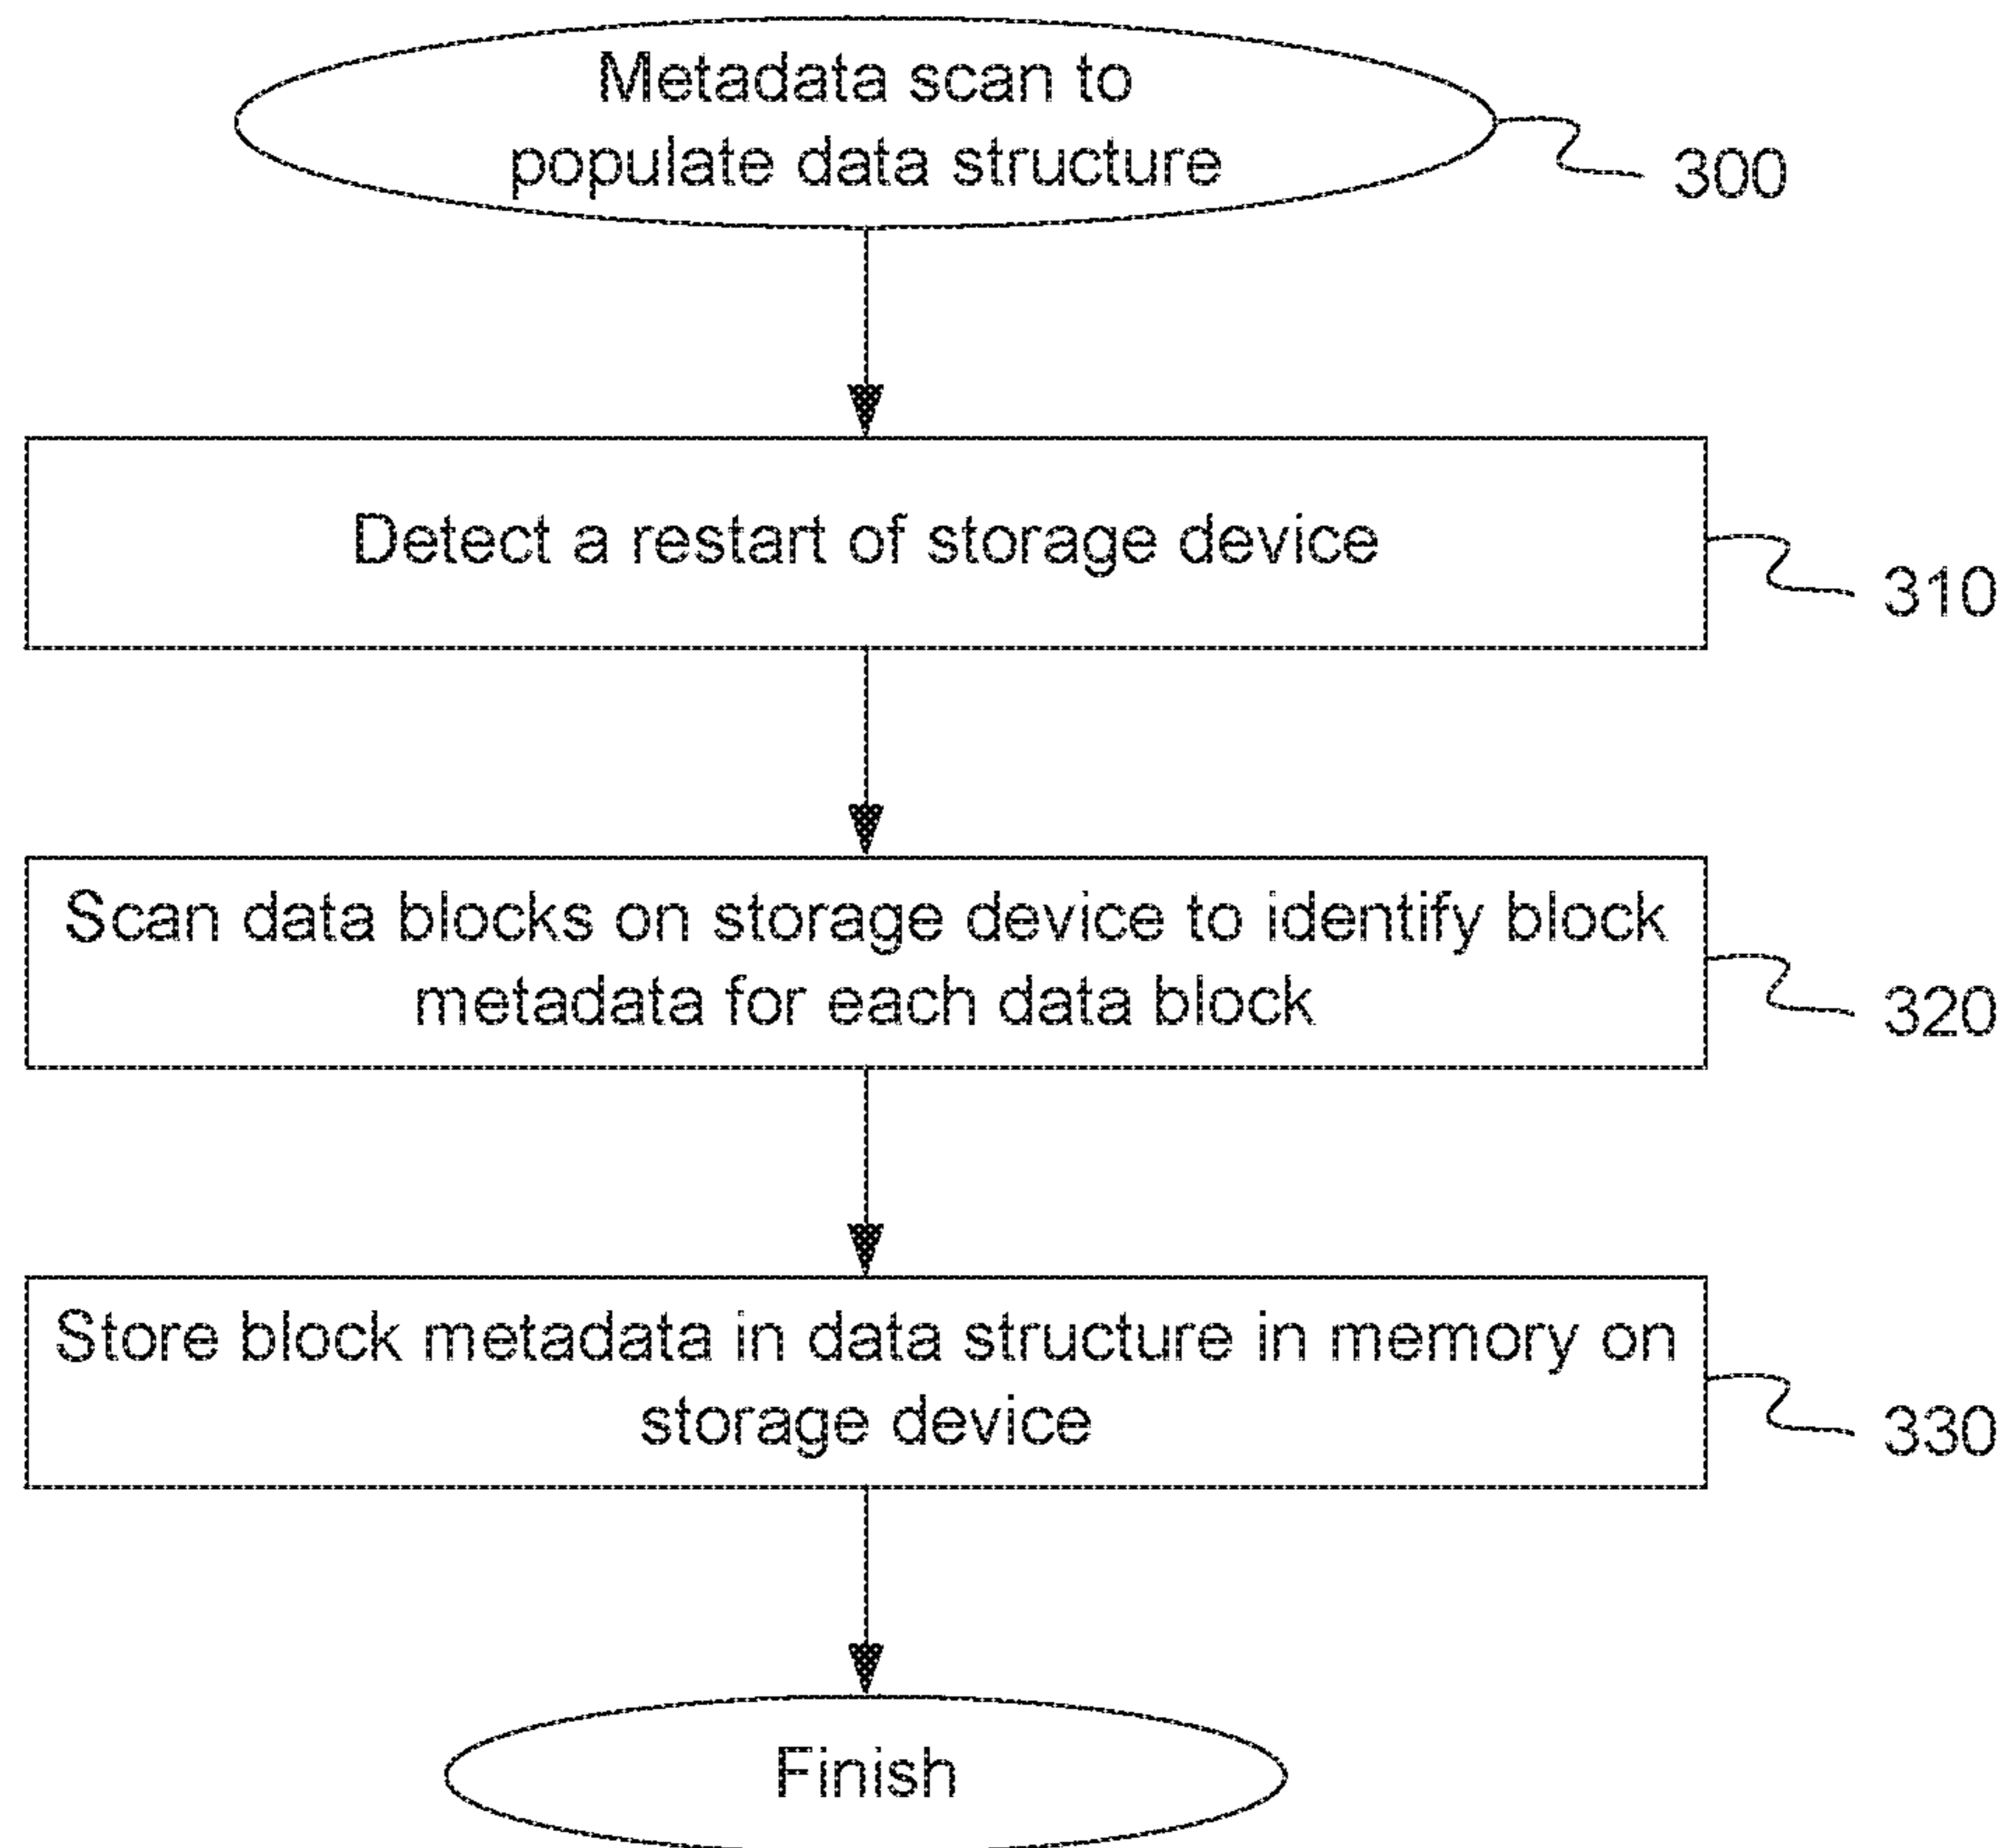 Metadata scan to
populate data structure
300
Detect a restart of storage device
310
Scan data blocks on storage device to identify block
metadata for each data block
320
Store block metadata in data structure in memory on
storage device
330
Finish